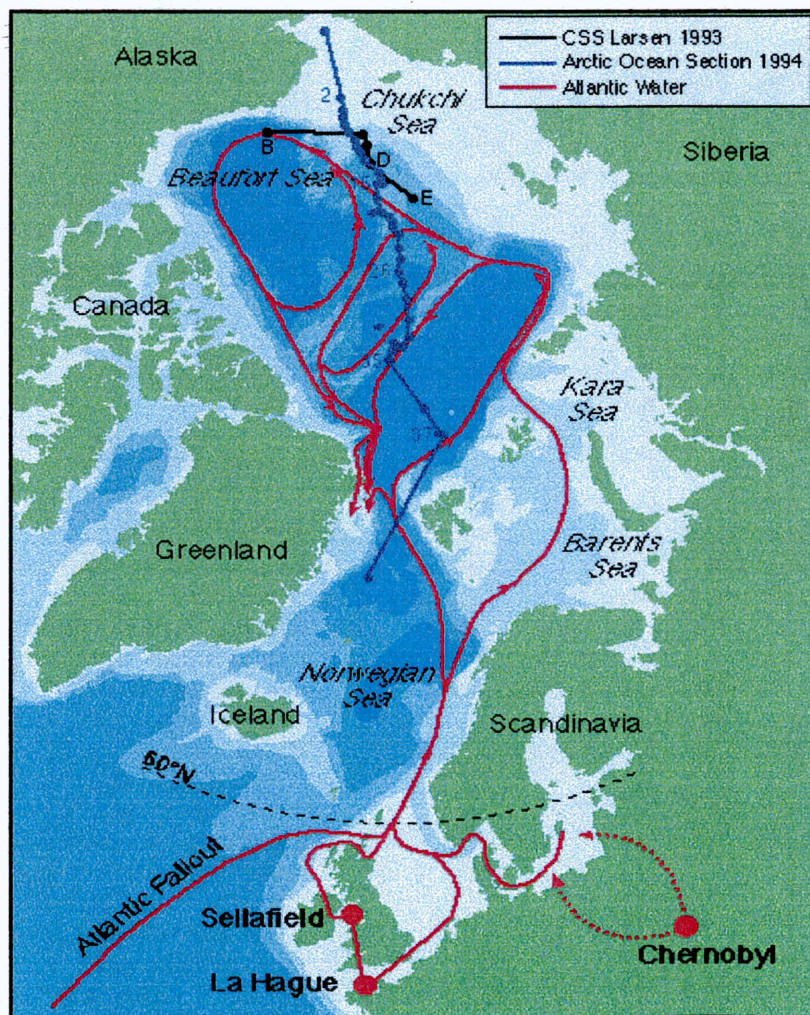 CSS Larsen 1993
Arctic Ocean Section 1994
Atlantic Water
Alaska
2
Chukchi
Sea
Siberia
B
D
Beaufort Sea
E
Canada
Kara
Sea
Greenland
Barents
Sea
Norwegian
Sea
Iceland
Scandinavia
60°N
Atlantic Fallout
Sellafield
Chernobyl
La Hague